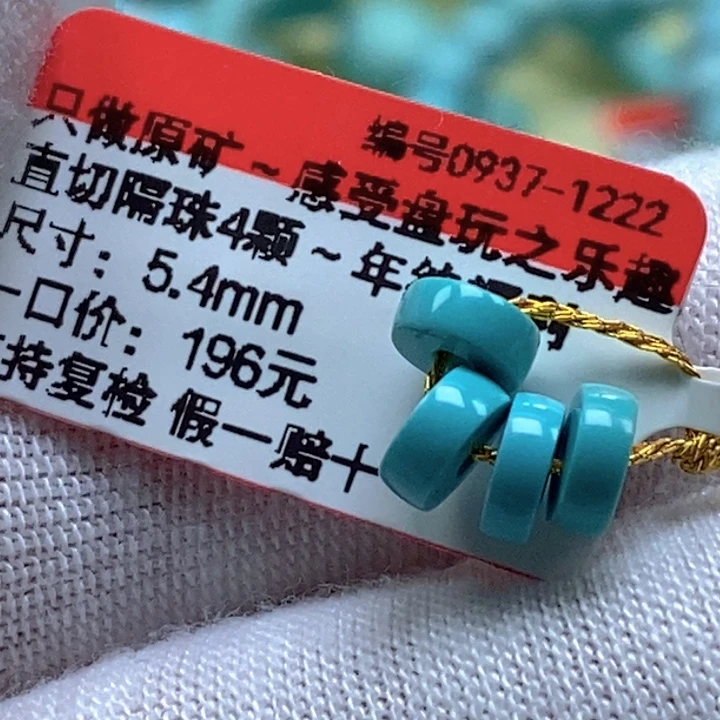 编号0937-1222
只做原矿~感受盘玩之乐趣
直切隔珠4颗~年
尺寸：5.4mm
一口价：196元
持复检 假一赔十